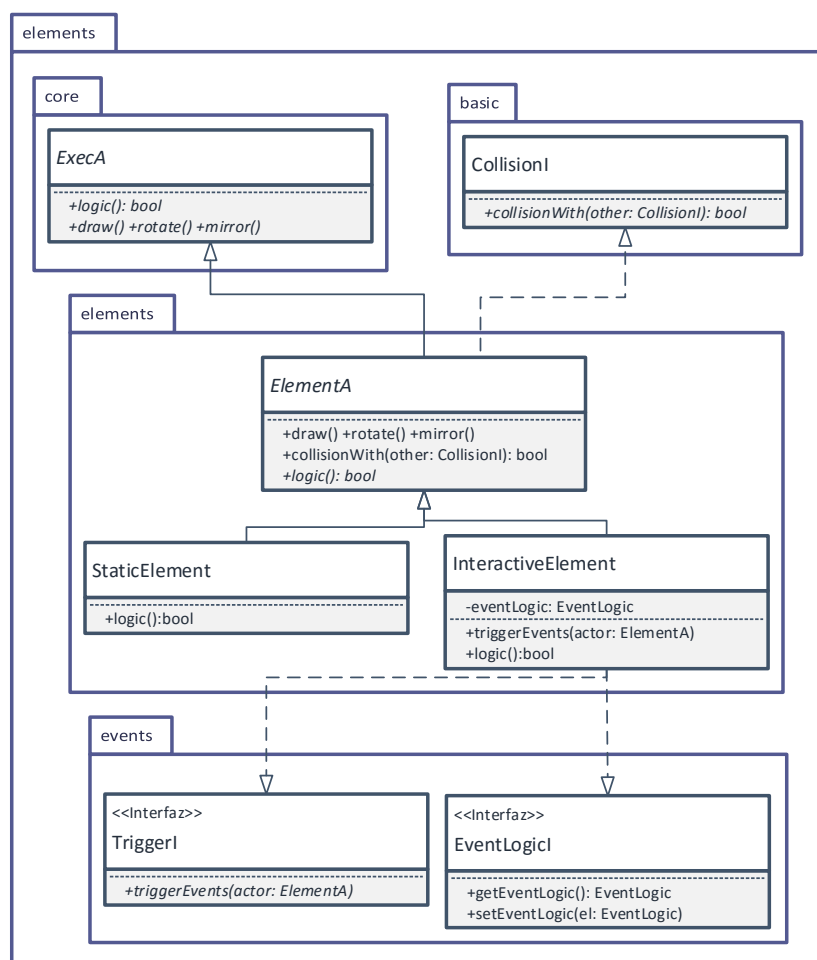 elements
core
basic
ExecA
+logic(): bool
+draw() +rotate() +mirror()
CollisionI
+collisionWith(other: CollisionI): bool
elements
ElementA
+draw() +rotate() +mirror()
+collisionWith(other: CollisionI): bool
+logic(): bool
StaticElement
+logic():bool
InteractiveElement
-eventLogic: EventLogic
+triggerEvents(actor: ElementA)
+logic():bool
events
<<Interfaz>>
TriggerI
+triggerEvents(actor: ElementA)
<<Interfaz>>
EventLogicI
+getEventLogic(): EventLogic
+setEventLogic(el: EventLogic)